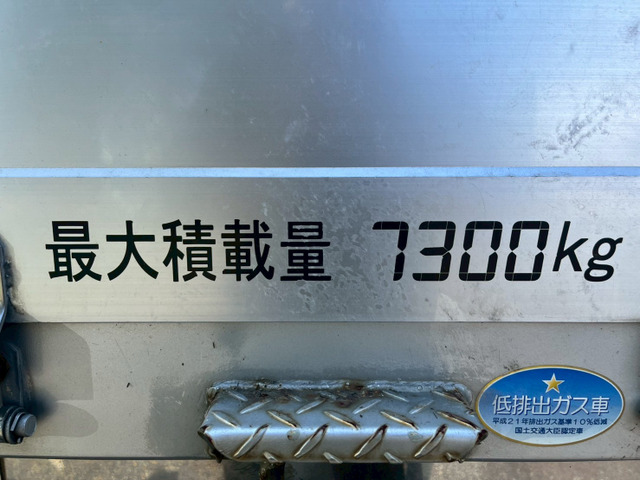 最大積載量 7300kg
低排出ガス車
平成21年排出ガス基準10%低減
国土交通大臣認定車